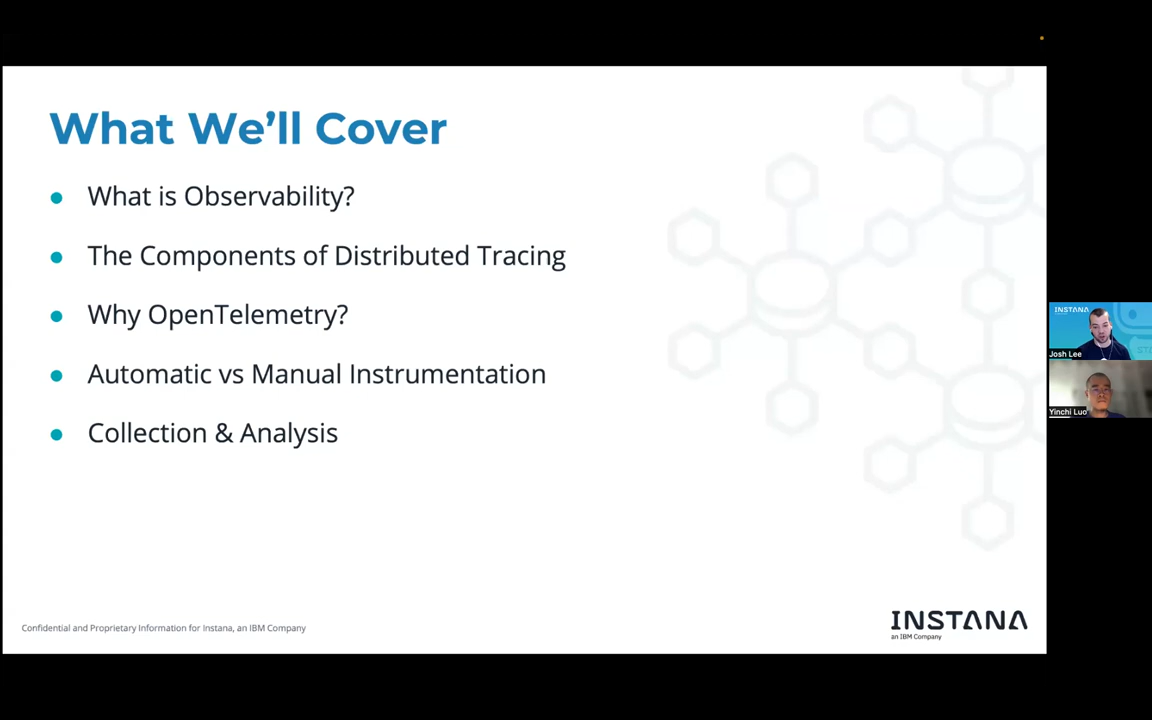 What We'll Cover
What is Observability?
The Components of Distributed Tracing
Why OpenTelemetry?
Automatic vs Manual Instrumentation
Collection & Analysis
Confidential and Proprietary Information for Instana, an IBM Company
INSTANA
an IBM Company
INSTANA
Josh Lee
Yinchi Luo